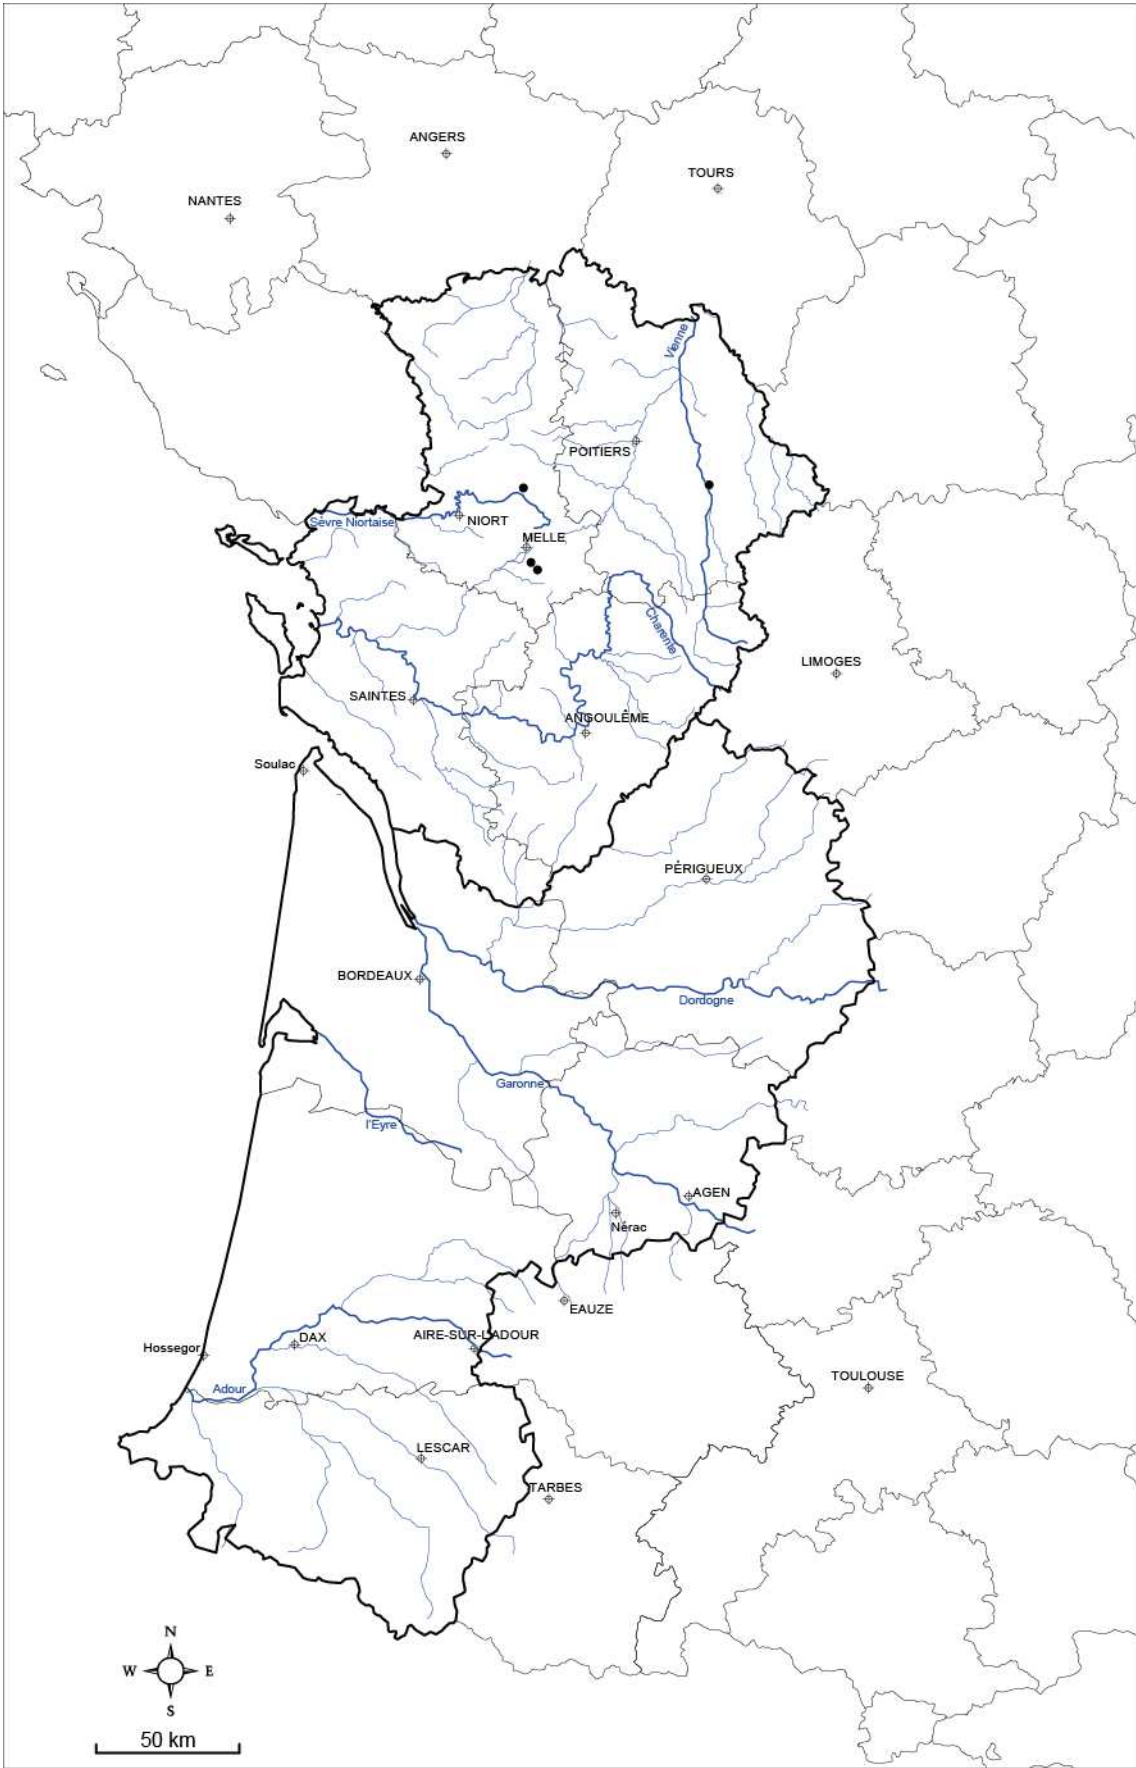 ANGERS
TOURS
NANTES
Vienne
POITIERS
Sèvre Niortaise
NIORT
MELLE
Charente
LIMOGES
SAINTES
ANGOULÊME
Soulac
PÉRIGUEUX
BORDEAUX
Dordogne
Garonne
l'Eyre
AGEN
Nérac
EAUZE
AIRE-SUR-L'ADOUR
DAX
Hossegor
TOULOUSE
Adour
LESCAR
TARBES
N
W E
S
50 km